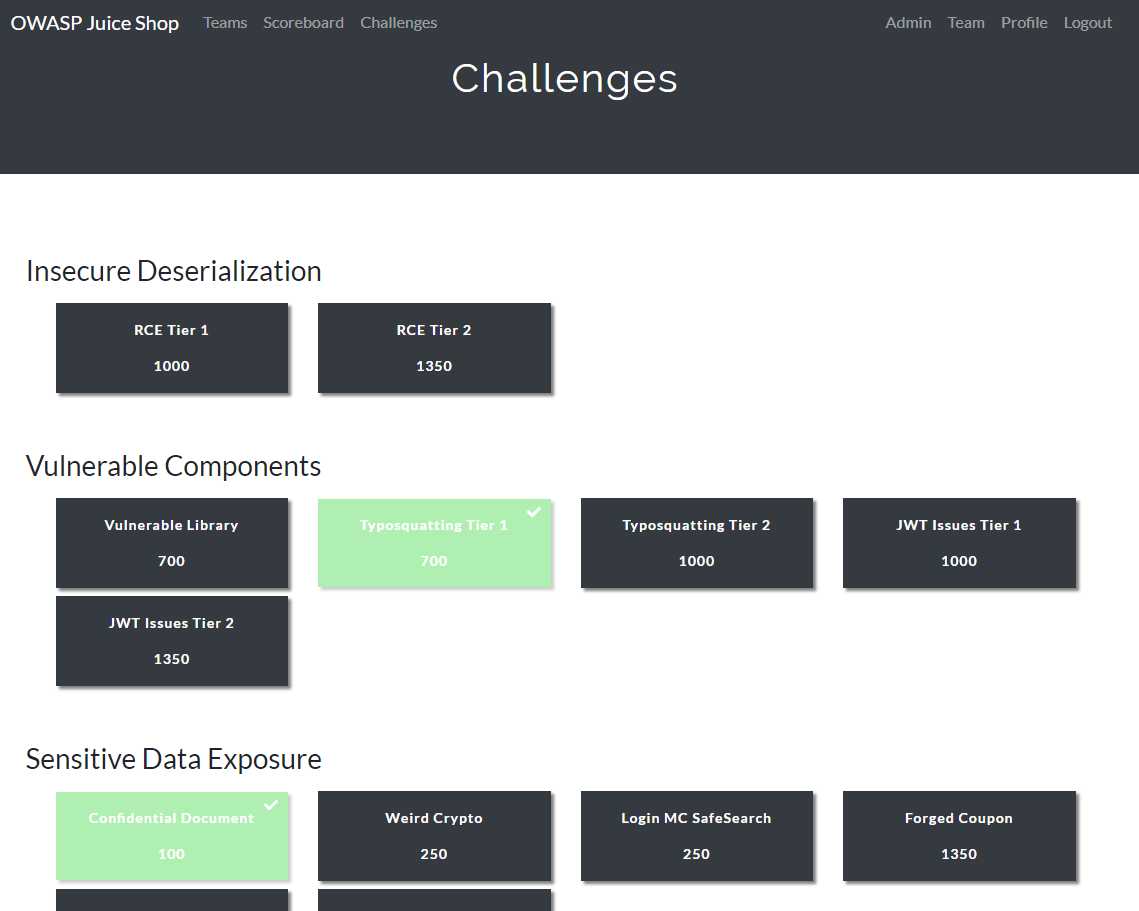 OWASP Juice Shop Teams Scoreboard Challenges Admin Team Profile Logout
Challenges
Insecure Deserialization
RCE Tier 1 RCE Tier 2
1000 1350
Vulnerable Components
Vulnerable Library Typosquatting Tier 1 Typosquatting Tier 2 JWT Issues Tier 1
700 700 1000 1000
JWT Issues Tier 2
1350
Sensitive Data Exposure
Confidential Document Weird Crypto Login MC SafeSearch Forged Coupon
100 250 250 1350